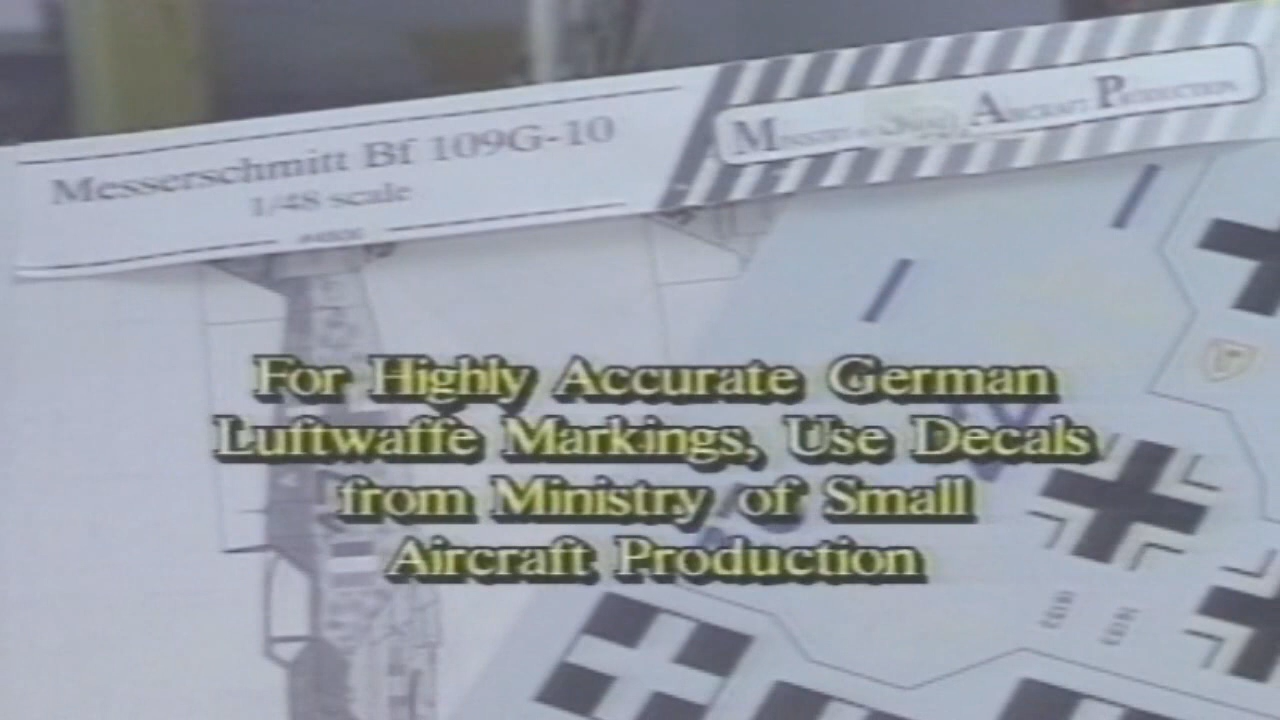 Messerschmitt Bf 109G-10
1/48 scale
Ministry of Small Aircraft Production
For Highly Accurate German
Luftwaffe Markings, Use Decals
from Ministry of Small
Aircraft Production